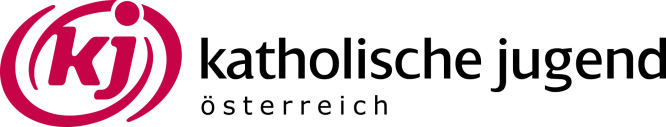 kj
katholische jugend
österreich